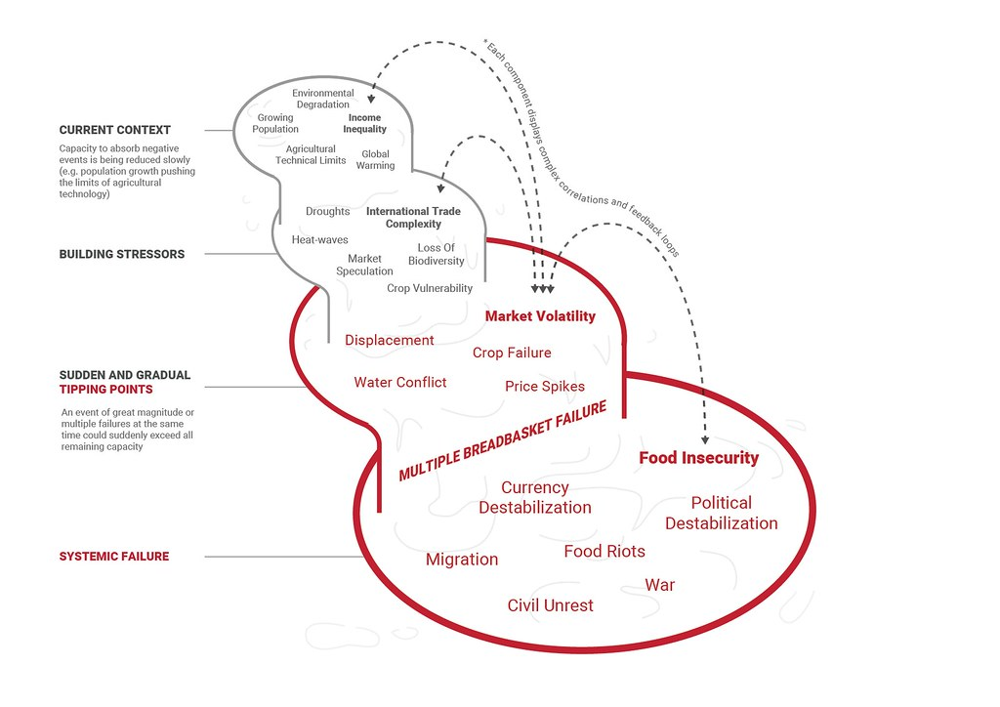 * Each component displays complex correlations and feedback loops
CURRENT CONTEXT
Capacity to absorb negative
events is being reduced slowly
(e.g. population growth pushing
the limits of agricultural
technology)
Environmental
Degradation
Growing
Population
Income
Inequality
Agricultural
Technical Limits
Global
Warming
BUILDING STRESSORS
Droughts
International Trade
Complexity
Heat-waves
Loss Of
Biodiversity
Market
Speculation
Crop Vulnerability
SUDDEN AND GRADUAL
TIPPING POINTS
An event of great magnitude or
multiple failures at the same
time could suddenly exceed all
remaining capacity
Market Volatility
Displacement
Crop Failure
Water Conflict
Price Spikes
MULTIPLE BREADBASKET FAILURE
SYSTEMIC FAILURE
Food Insecurity
Currency
Destabilization
Political
Destabilization
Food Riots
Migration
War
Civil Unrest